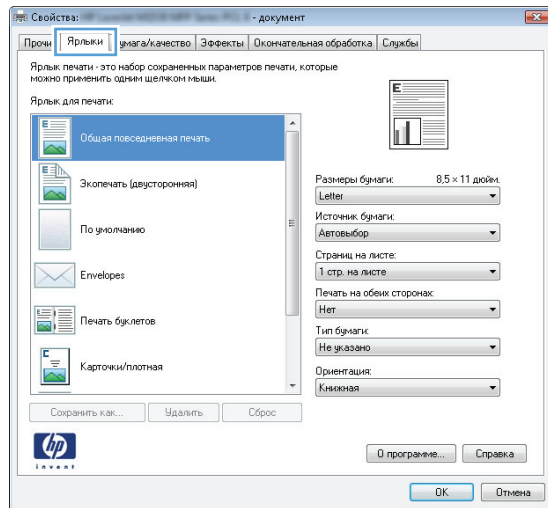 Свойства: - документ
Прочи Ярлыки умага/качество Эффекты Окончательная обработка Службы
Ярлык печати - это набор сохраненных параметров печати, которые
можно применить одним щелчком мыши.
Ярлык для печати:
Общая повседневная печать
Экопечать (двусторонняя)
По умолчанию
Envelopes
Печать буклетов
Карточки/плотная
Размеры бумаги: 8,5 × 11 дюйм.
Letter
Источник бумаги:
Автовыбор
Страниц на листе:
1 стр. на листе
Печать на обеих сторонах:
Нет
Тип бумаги:
Не указано
Ориентация:
Книжная
Сохранить как... Удалить Сброс
hp
invent
О программе... Справка
OK Отмена